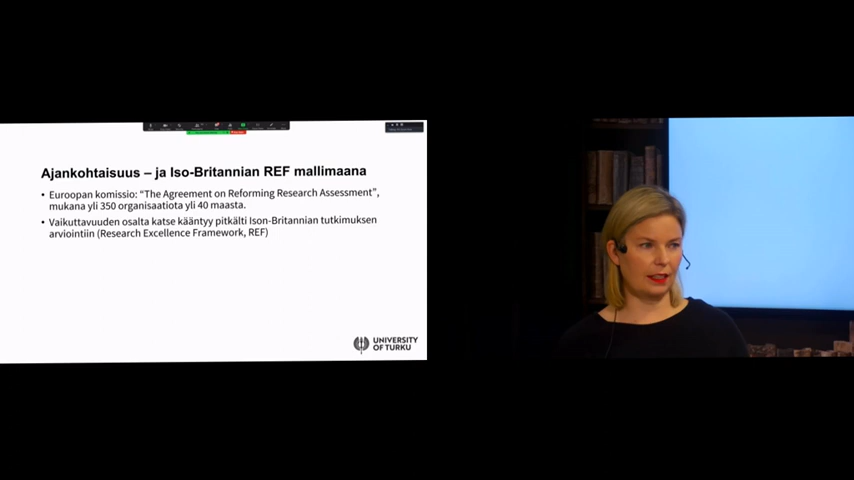 Ajankohtaisuus – ja Iso-Britannian REF mallimaana
• Euroopan komissio: “The Agreement on Reforming Research Assessment”,
mukana yli 350 organisaatiota yli 40 maasta.
• Vaikuttavuuden osalta katse kääntyy pitkälti Ison-Britannian tutkimuksen
arviointiin (Research Excellence Framework, REF)
UNIVERSITY
OF TURKU